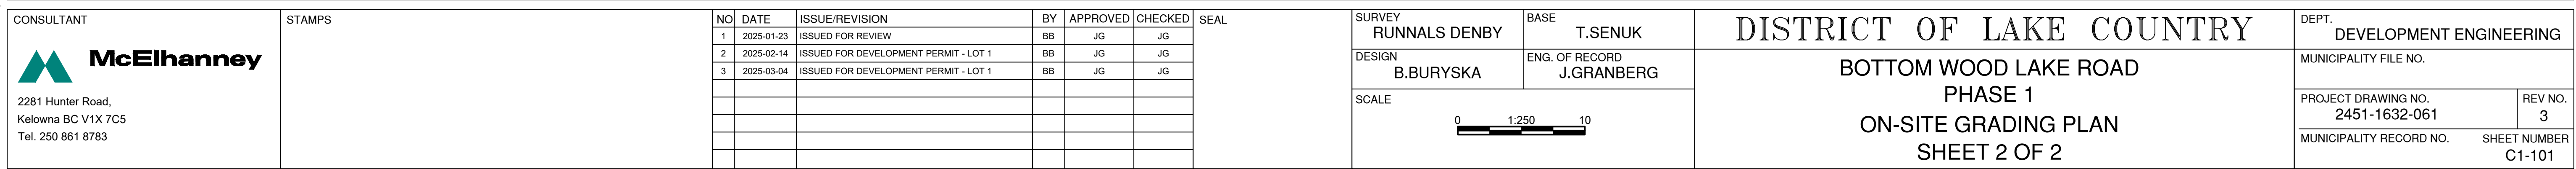 CONSULTANT
McElhanney
2281 Hunter Road,
Kelowna BC V1X 7C5
Tel. 250 861 8783
STAMPS
NO DATE ISSUE/REVISION BY APPROVED CHECKED
1 2025-01-23 ISSUED FOR REVIEW BB JG JG
2 2025-02-14 ISSUED FOR DEVELOPMENT PERMIT - LOT 1 BB JG JG
3 2025-03-04 ISSUED FOR DEVELOPMENT PERMIT - LOT 1 BB JG JG
SEAL
SURVEY
RUNNALS DENBY
BASE
T.SENUK
DESIGN
B.BURYSKA
ENG. OF RECORD
J.GRANBERG
SCALE
0 1:250 10
DISTRICT OF LAKE COUNTRY
BOTTOM WOOD LAKE ROAD
PHASE 1
ON-SITE GRADING PLAN
SHEET 2 OF 2
DEPT.
DEVELOPMENT ENGINEERING
MUNICIPALITY FILE NO.
PROJECT DRAWING NO.
2451-1632-061
REV NO.
3
MUNICIPALITY RECORD NO.
SHEET NUMBER
C1-101